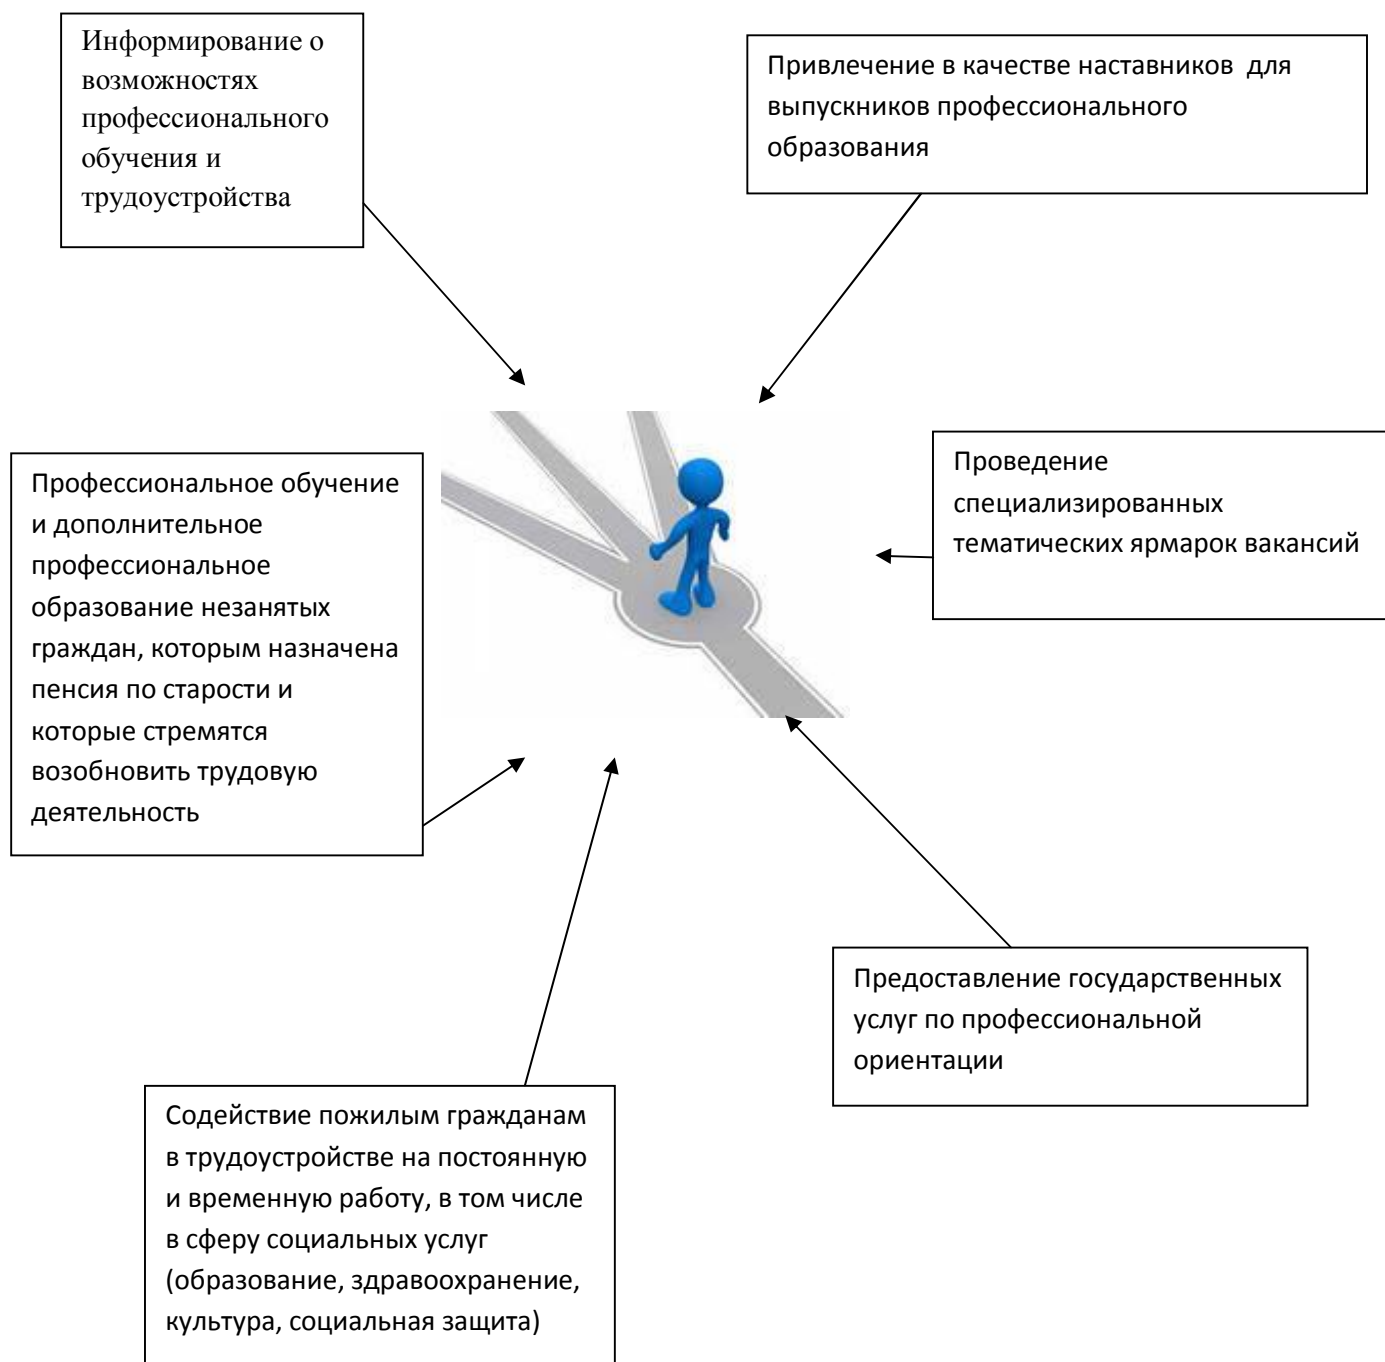 Информирование о
возможностях
профессионального
обучения и
трудоустройства
Привлечение в качестве наставников для
выпускников профессионального
образования
Профессиональное обучение
и дополнительное
профессиональное
образование незанятых
граждан, которым назначена
пенсия по старости и
которые стремятся
возобновить трудовую
деятельность
Проведение
специализированных
тематических ярмарок вакансий
Предоставление государственных
услуг по профессиональной
ориентации
Содействие пожилым гражданам
в трудоустройстве на постоянную
и временную работу, в том числе
в сферу социальных услуг
(образование, здравоохранение,
культура, социальная защита)